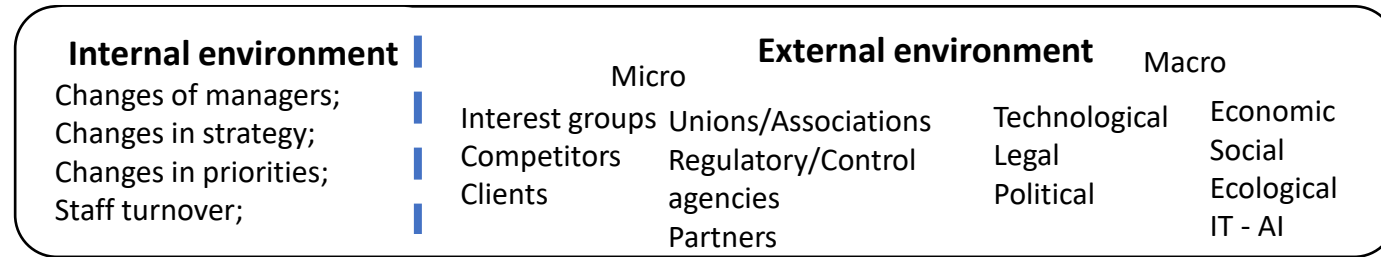 Internal environment
Changes of managers;
Changes in strategy;
Changes in priorities;
Staff turnover;
External environment
Micro
Interest groups
Competitors
Clients
Unions/Associations
Regulatory/Control
agencies
Partners
Macro
Technological
Legal
Political
Economic
Social
Ecological
IT - AI